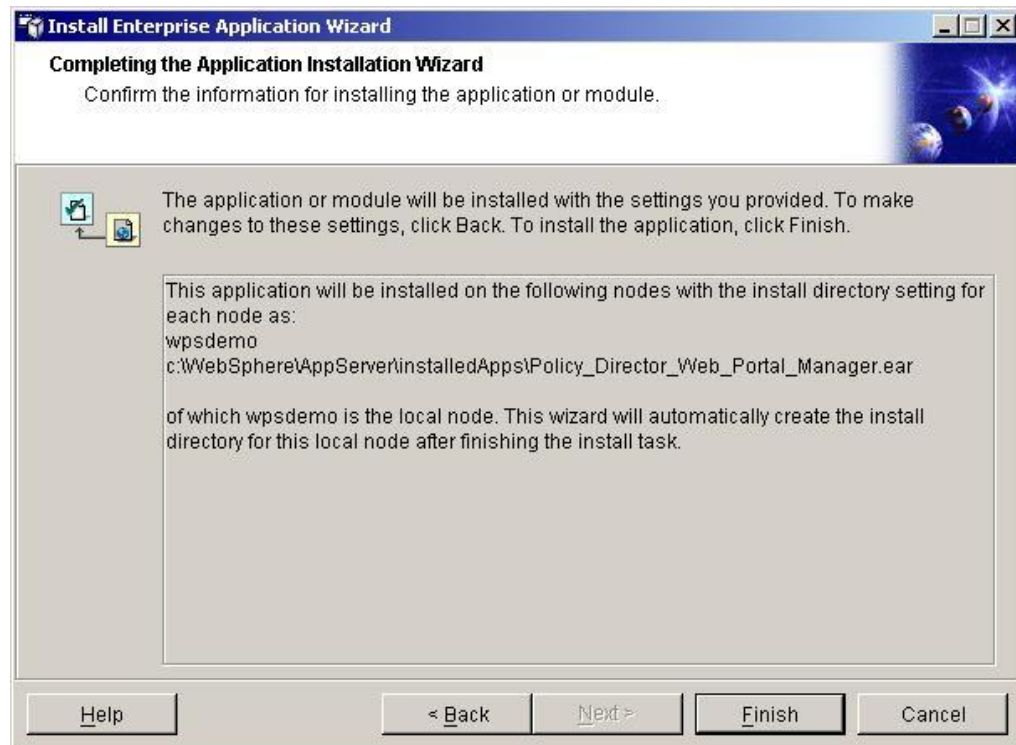 Install Enterprise Application Wizard
Completing the Application Installation Wizard
Confirm the information for installing the application or module.
The application or module will be installed with the settings you provided. To make
changes to these settings, click Back. To install the application, click Finish.
This application will be installed on the following nodes with the install directory setting for
each node as:
wpsdemo
c:\WebSphere\AppServer\installedApps\Policy_Director_Web_Portal_Manager.ear
of which wpsdemo is the local node. This wizard will automatically create the install
directory for this local node after finishing the install task.
Help
< Back
Next >
Finish
Cancel